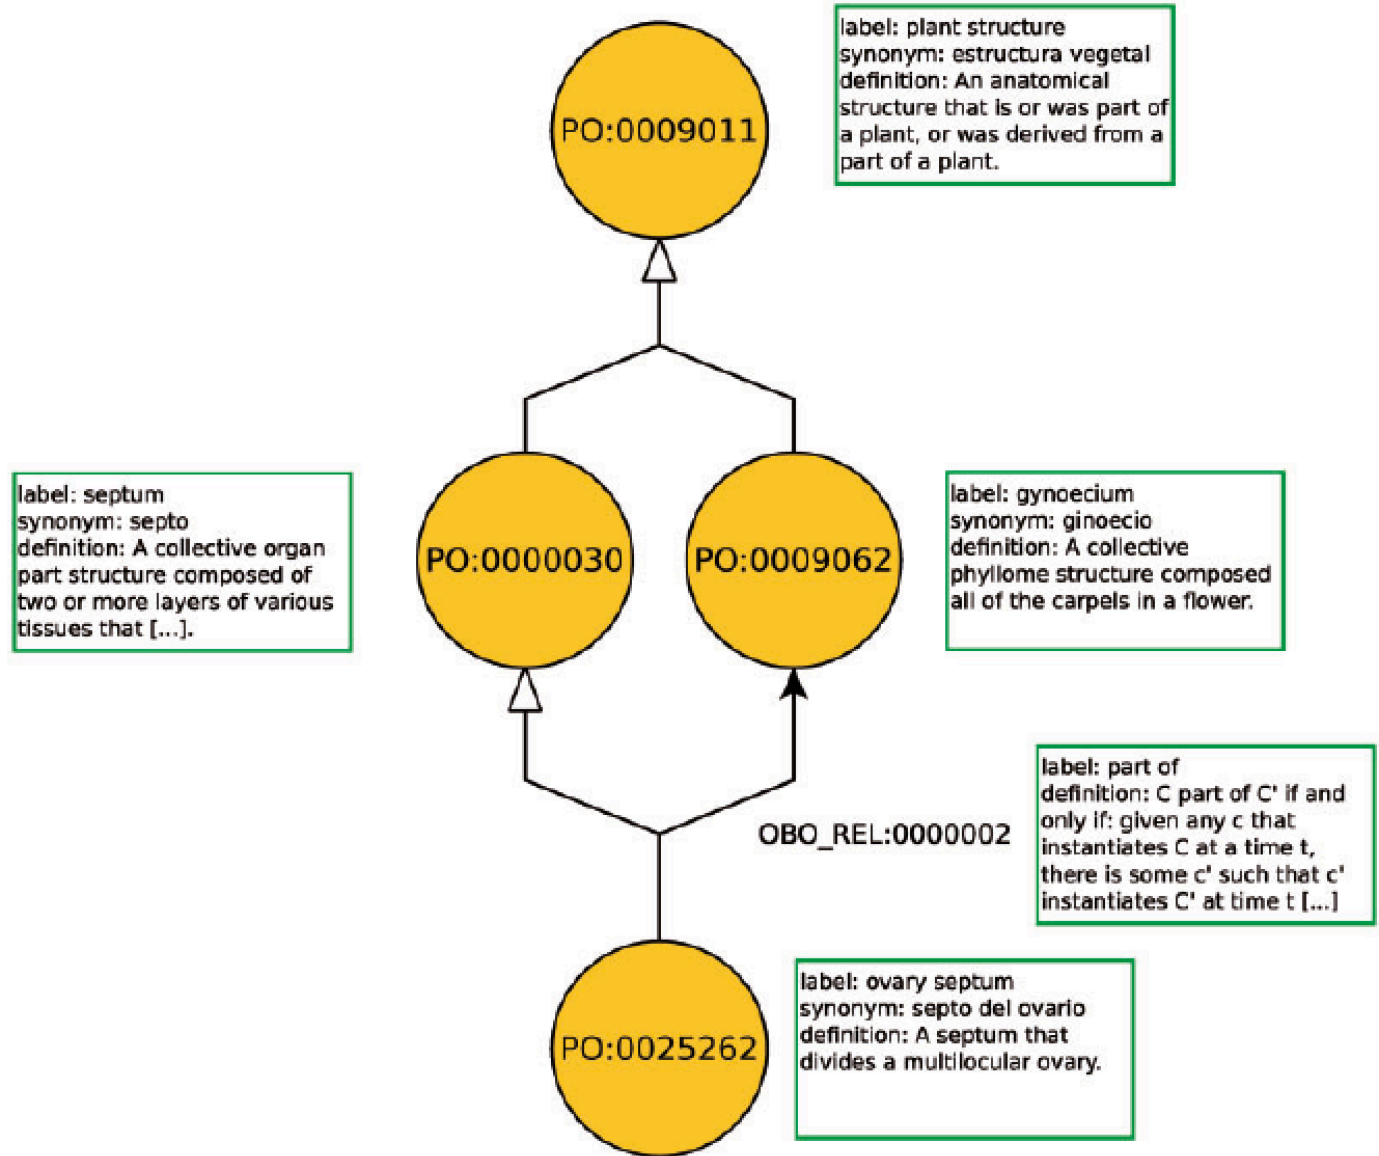 PO:0009011
label: plant structure
synonym: estructura vegetal
definition: An anatomical
structure that is or was part of
a plant, or was derived from a
part of a plant.
label: septum
synonym: septo
definition: A collective organ
part structure composed of
two or more layers of various
tissues that [...].
PO:0000030
PO:0009062
label: gynoecium
synonym: ginoecio
definition: A collective
phyllome structure composed
all of the carpels in a flower.
OBO_REL:0000002
label: part of
definition: C part of C' if and
only if: given any c that
instantiates C at a time t,
there is some c' such that c'
instantiates C' at time t [...]
PO:0025262
label: ovary septum
synonym: septo del ovario
definition: A septum that
divides a multilocular ovary.